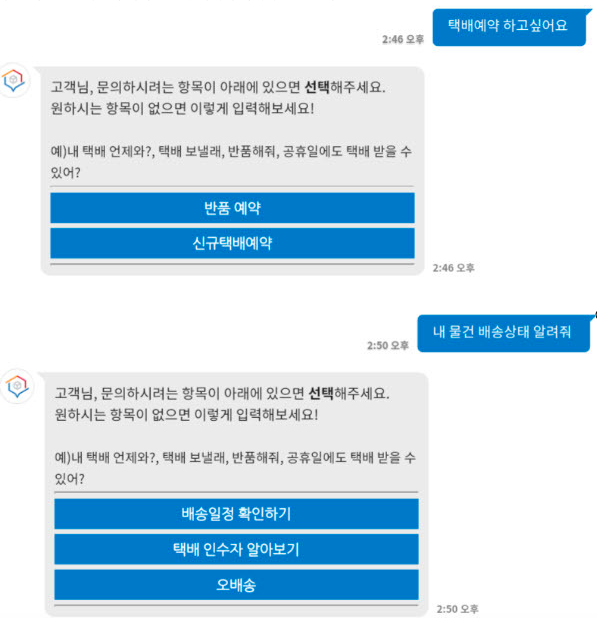 택배예약 하고싶어요
2:46 오후
고객님, 문의하시려는 항목이 아래에 있으면 선택해주세요.
원하시는 항목이 없으면 이렇게 입력해보세요!
예)내 택배 언제와?, 택배 보낼래, 반품해줘, 공휴일에도 택배 받을 수
있어?
반품 예약
신규택배예약
2:46 오후
내 물건 배송상태 알려줘
2:50 오후
고객님, 문의하시려는 항목이 아래에 있으면 선택해주세요.
원하시는 항목이 없으면 이렇게 입력해보세요!
예)내 택배 언제와?, 택배 보낼래, 반품해줘, 공휴일에도 택배 받을 수
있어?
배송일정 확인하기
택배 인수자 알아보기
오배송
2:50 오후